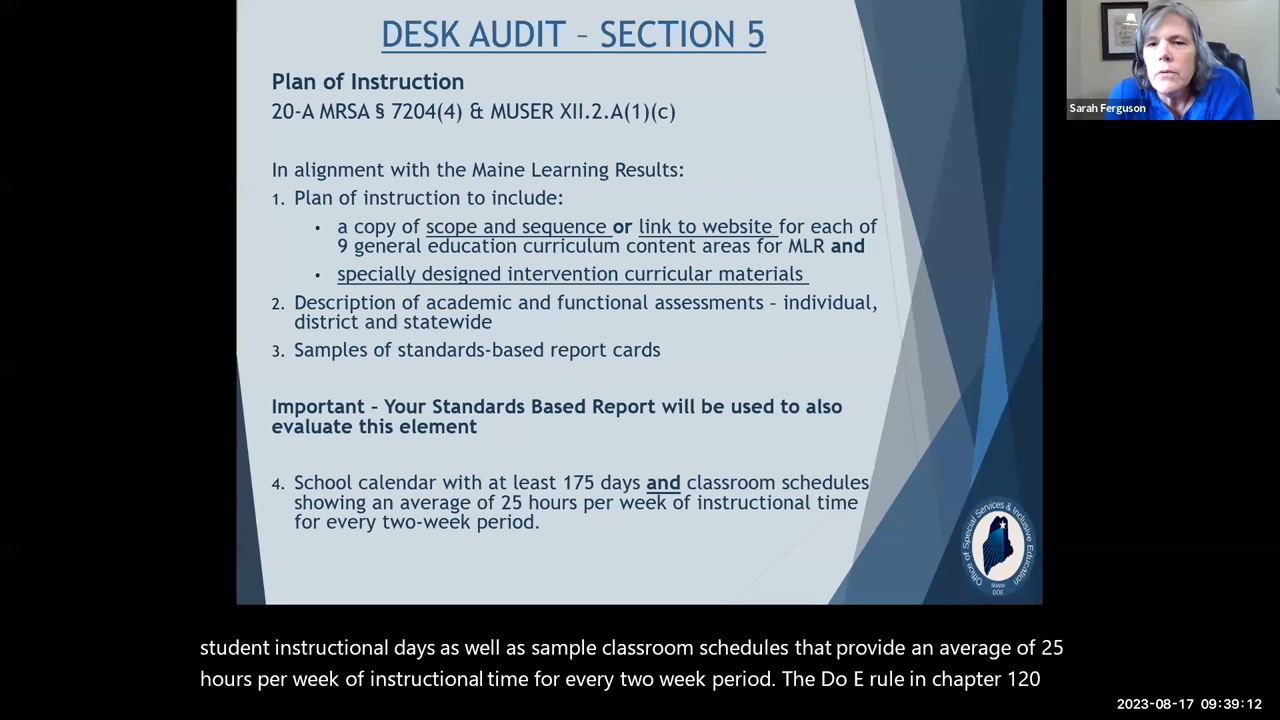 DESK AUDIT – SECTION 5
Plan of Instruction
20-A MRSA § 7204(4) & MUSER XII.2.A(1)(c)
In alignment with the Maine Learning Results:
1. Plan of instruction to include:
• a copy of scope and sequence or link to website for each of
9 general education curriculum content areas for MLR and
• specially designed intervention curricular materials
2. Description of academic and functional assessments – individual,
district and statewide
3. Samples of standards-based report cards
Important – Your Standards Based Report will be used to also
evaluate this element
4. School calendar with at least 175 days and classroom schedules
showing an average of 25 hours per week of instructional time
for every two-week period.
Office of Special Services & Inclusive Education
Maine
DOE
Sarah Ferguson
student instructional days as well as sample classroom schedules that provide an average of 25
hours per week of instructional time for every two week period. The Do E rule in chapter 120
2023-08-17 09:39:12